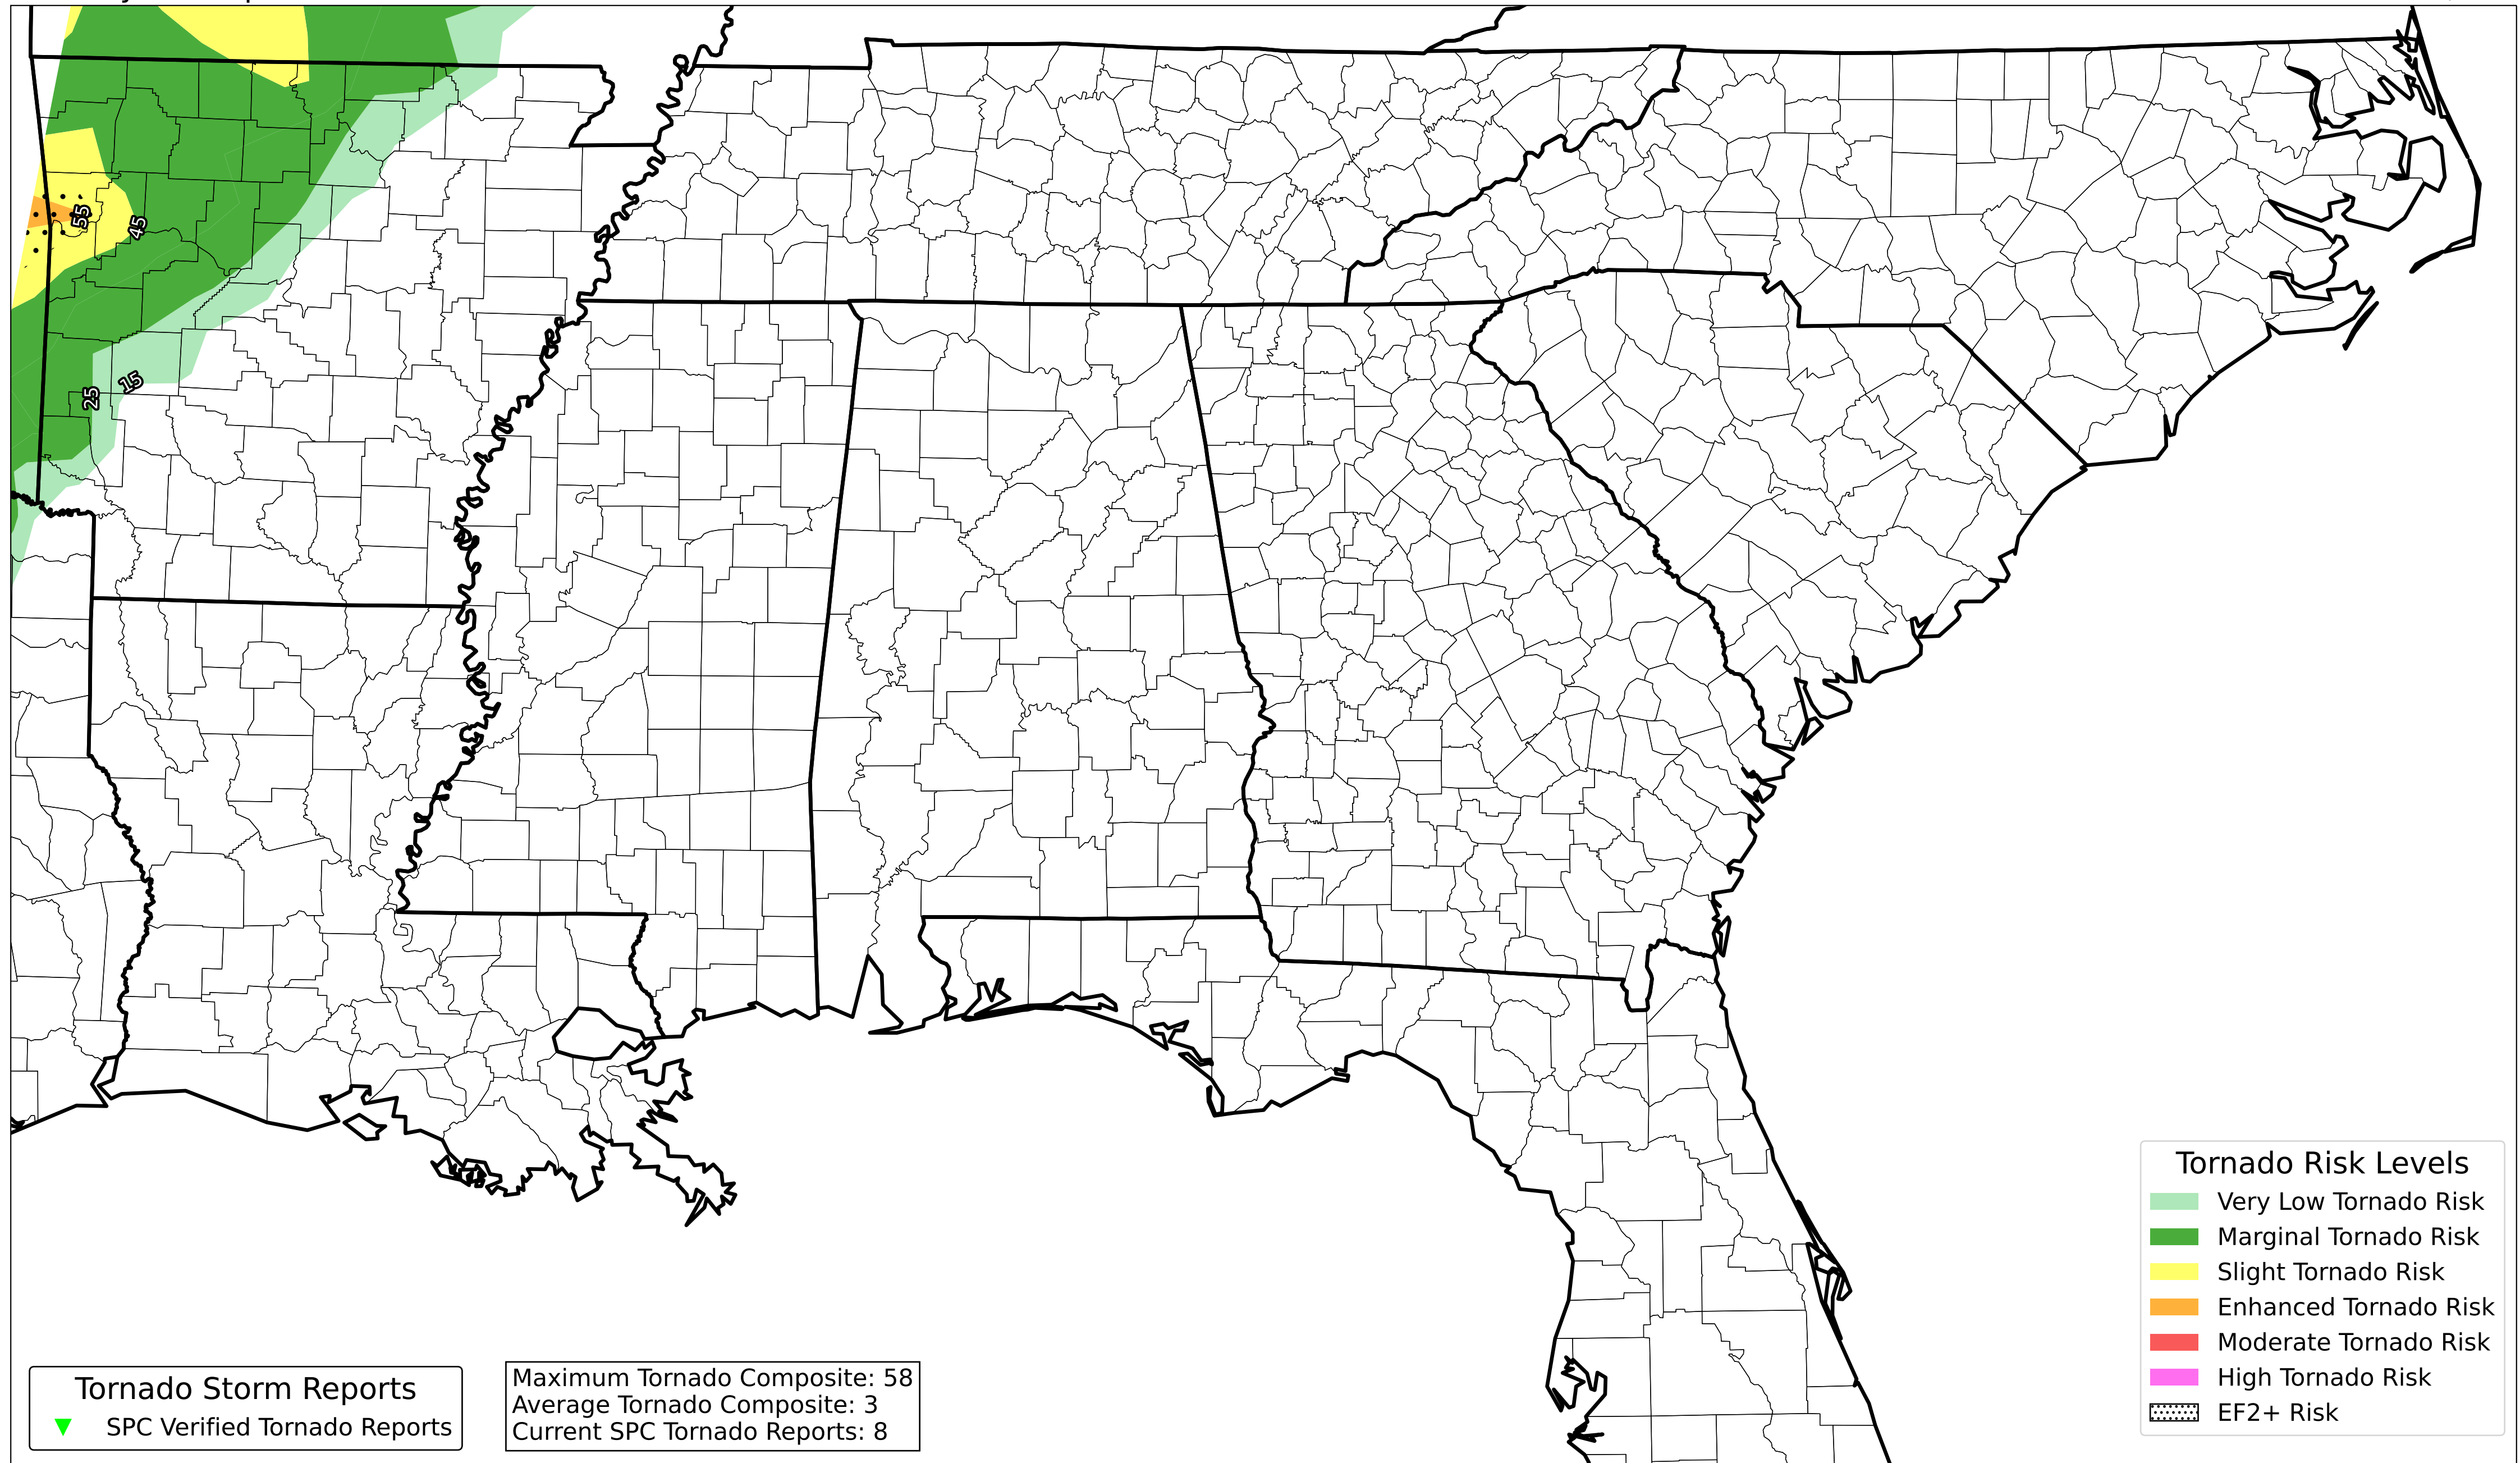 55
45
15
25
Tornado Risk Levels
Very Low Tornado Risk
Marginal Tornado Risk
Slight Tornado Risk
Enhanced Tornado Risk
Moderate Tornado Risk
High Tornado Risk
EF2+ Risk
Tornado Storm Reports
SPC Verified Tornado Reports
Maximum Tornado Composite: 58
Average Tornado Composite: 3
Current SPC Tornado Reports: 8